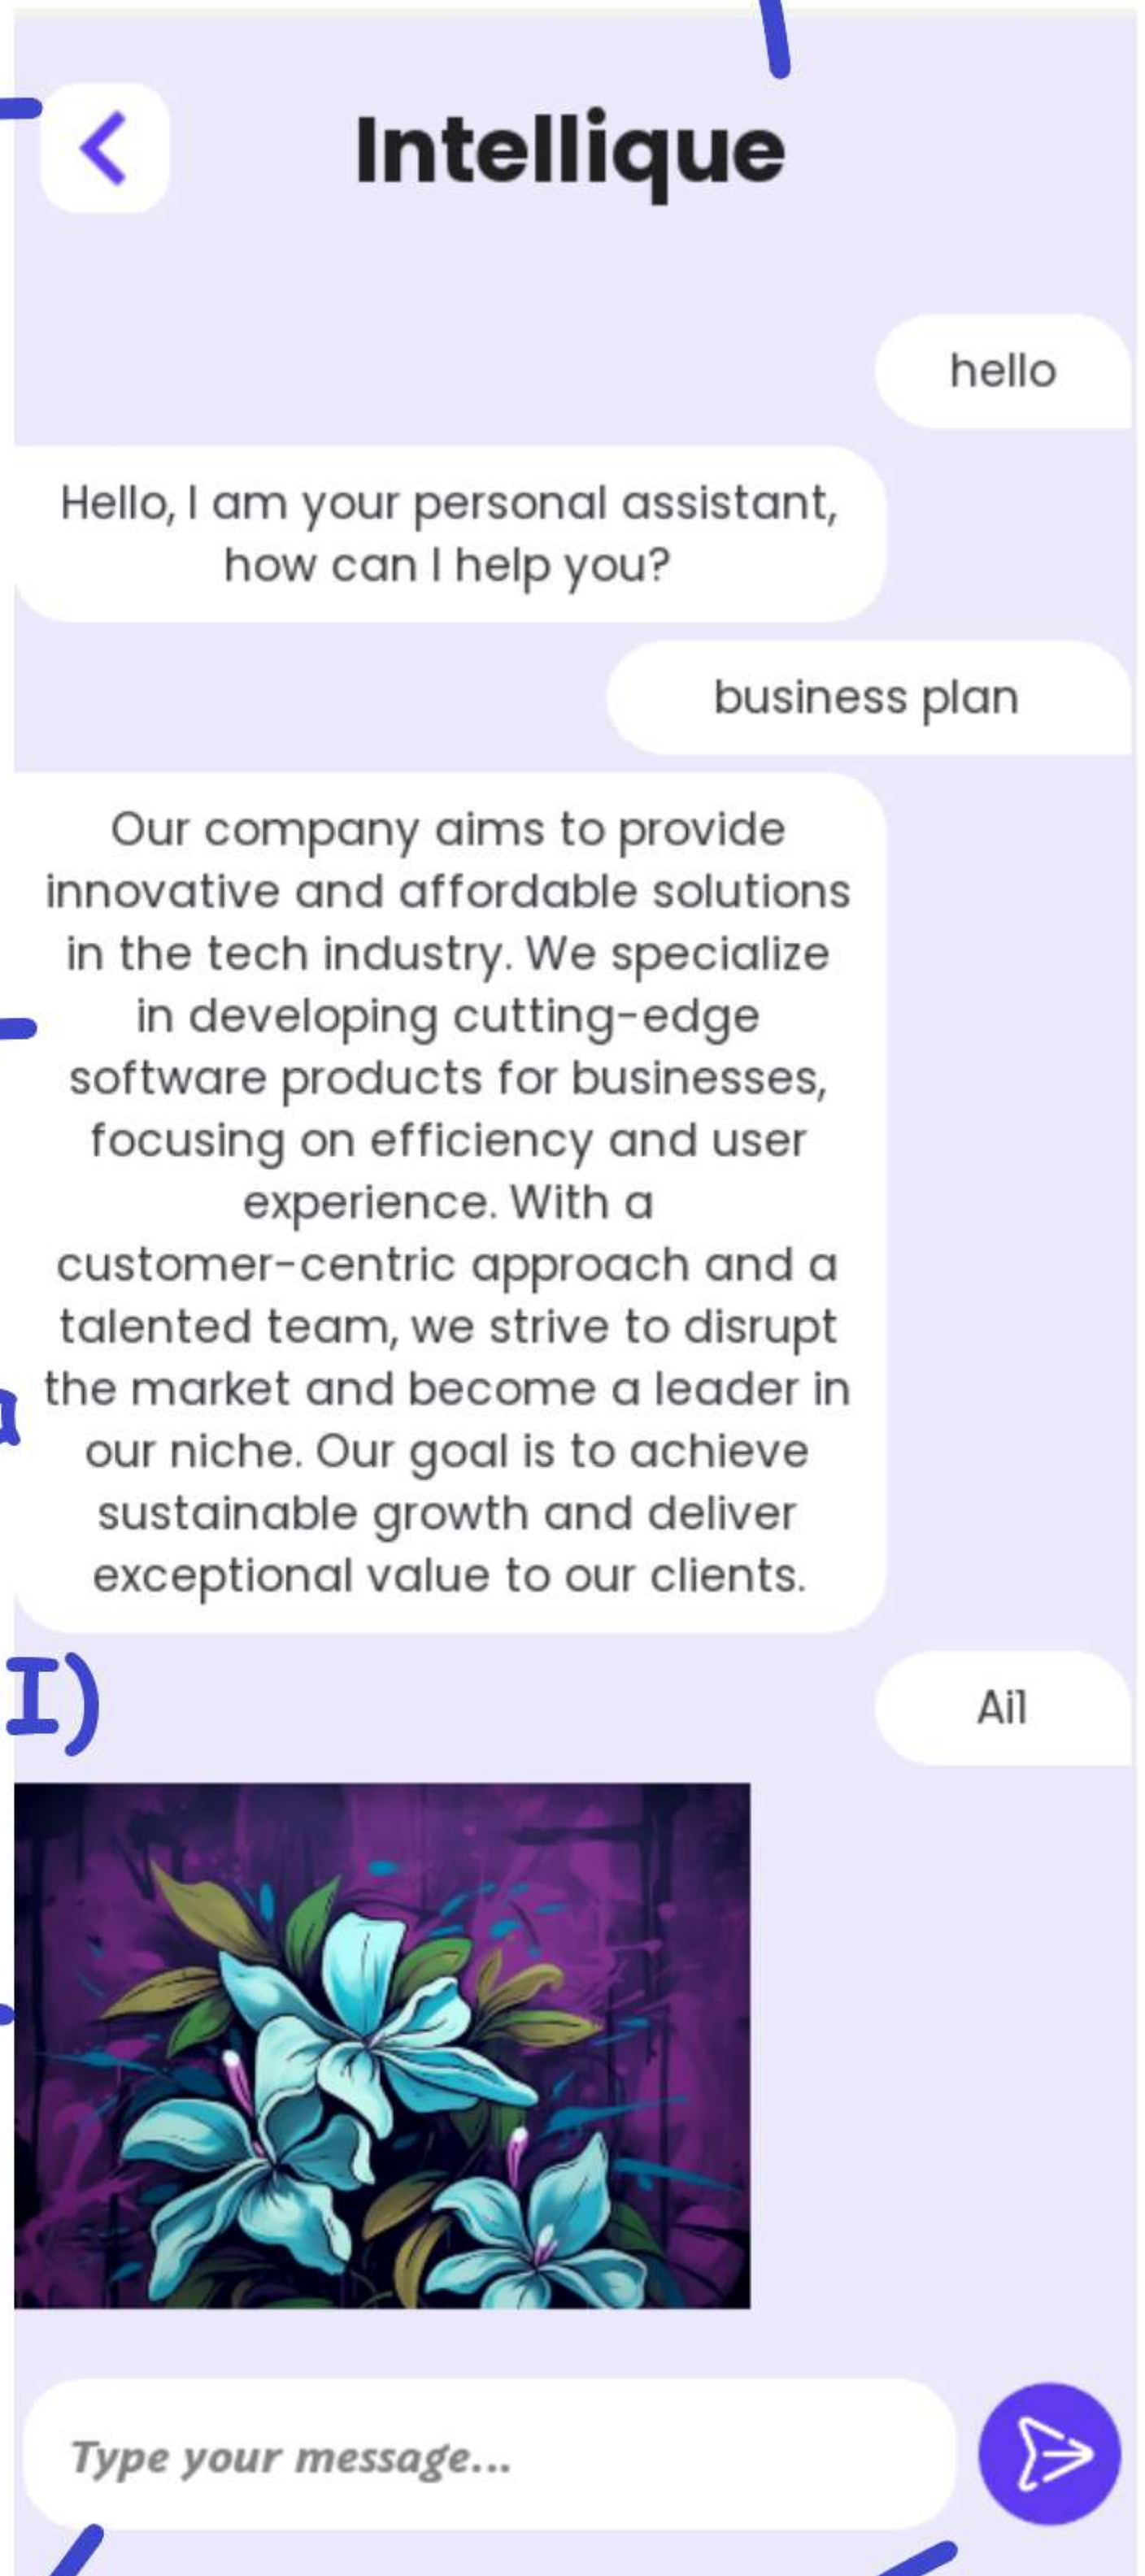 Intellique
hello
Hello, I am your personal assistant,
how can I help you?
business plan
Our company aims to provide
innovative and affordable solutions
in the tech industry. We specialize
in developing cutting-edge
software products for businesses,
focusing on efficiency and user
experience. With a
customer-centric approach and a
talented team, we strive to disrupt
the market and become a leader in
our niche. Our goal is to achieve
sustainable growth and deliver
exceptional value to our clients.
I)
Ai1
Type your message...